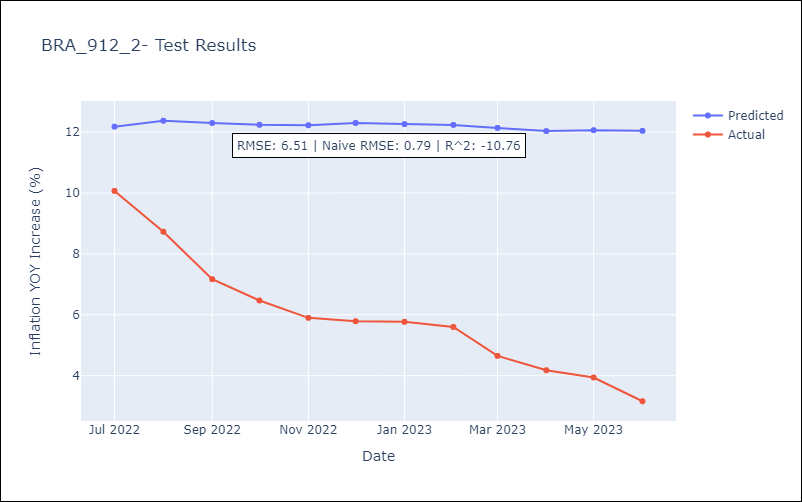 BRA_912_2- Test Results
Predicted
Actual
RMSE: 6.51 | Naive RMSE: 0.79 | R^2: -10.76
Inflation YOY Increase (%)
12
10
8
6
4
Jul 2022
Sep 2022
Nov 2022
Jan 2023
Mar 2023
May 2023
Date